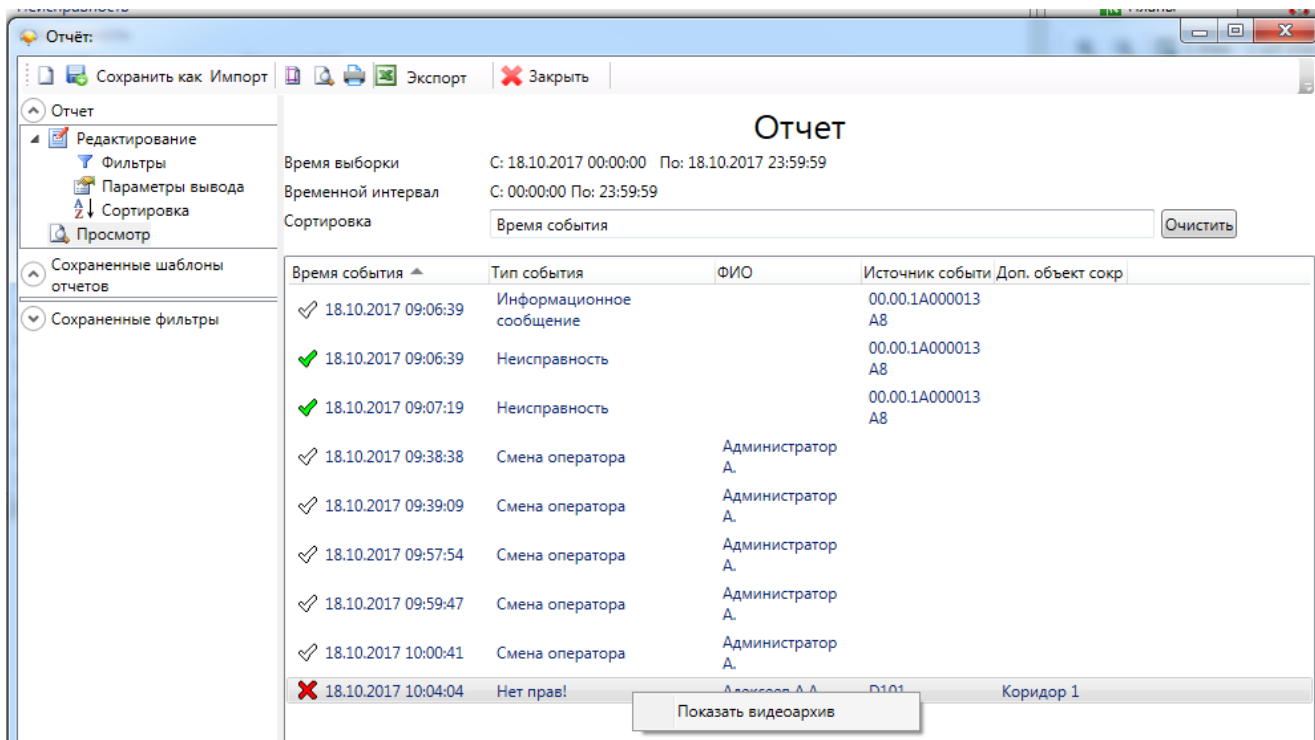 Отчёт:
Сохранить как Импорт Экспорт Закрыть
Отчет
Редактирование
Фильтры
Параметры вывода
Сортировка
Просмотр
Сохраненные шаблоны
отчетов
Сохраненные фильтры
Отчет
Время выборки С: 18.10.2017 00:00:00 По: 18.10.2017 23:59:59
Временной интервал С: 00:00:00 По: 23:59:59
Сортировка Время события Очистить
Время события Тип события ФИО Источник событи Доп. объект сокр
18.10.2017 09:06:39 Информационное сообщение 00.00.1A000013 A8
18.10.2017 09:06:39 Неисправность 00.00.1A000013 A8
18.10.2017 09:07:19 Неисправность 00.00.1A000013 A8
18.10.2017 09:38:38 Смена оператора Администратор А.
18.10.2017 09:39:09 Смена оператора Администратор А.
18.10.2017 09:57:54 Смена оператора Администратор А.
18.10.2017 09:59:47 Смена оператора Администратор А.
18.10.2017 10:00:41 Смена оператора Администратор А.
18.10.2017 10:04:04 Нет прав! Коридор 1
Показать видеоархив